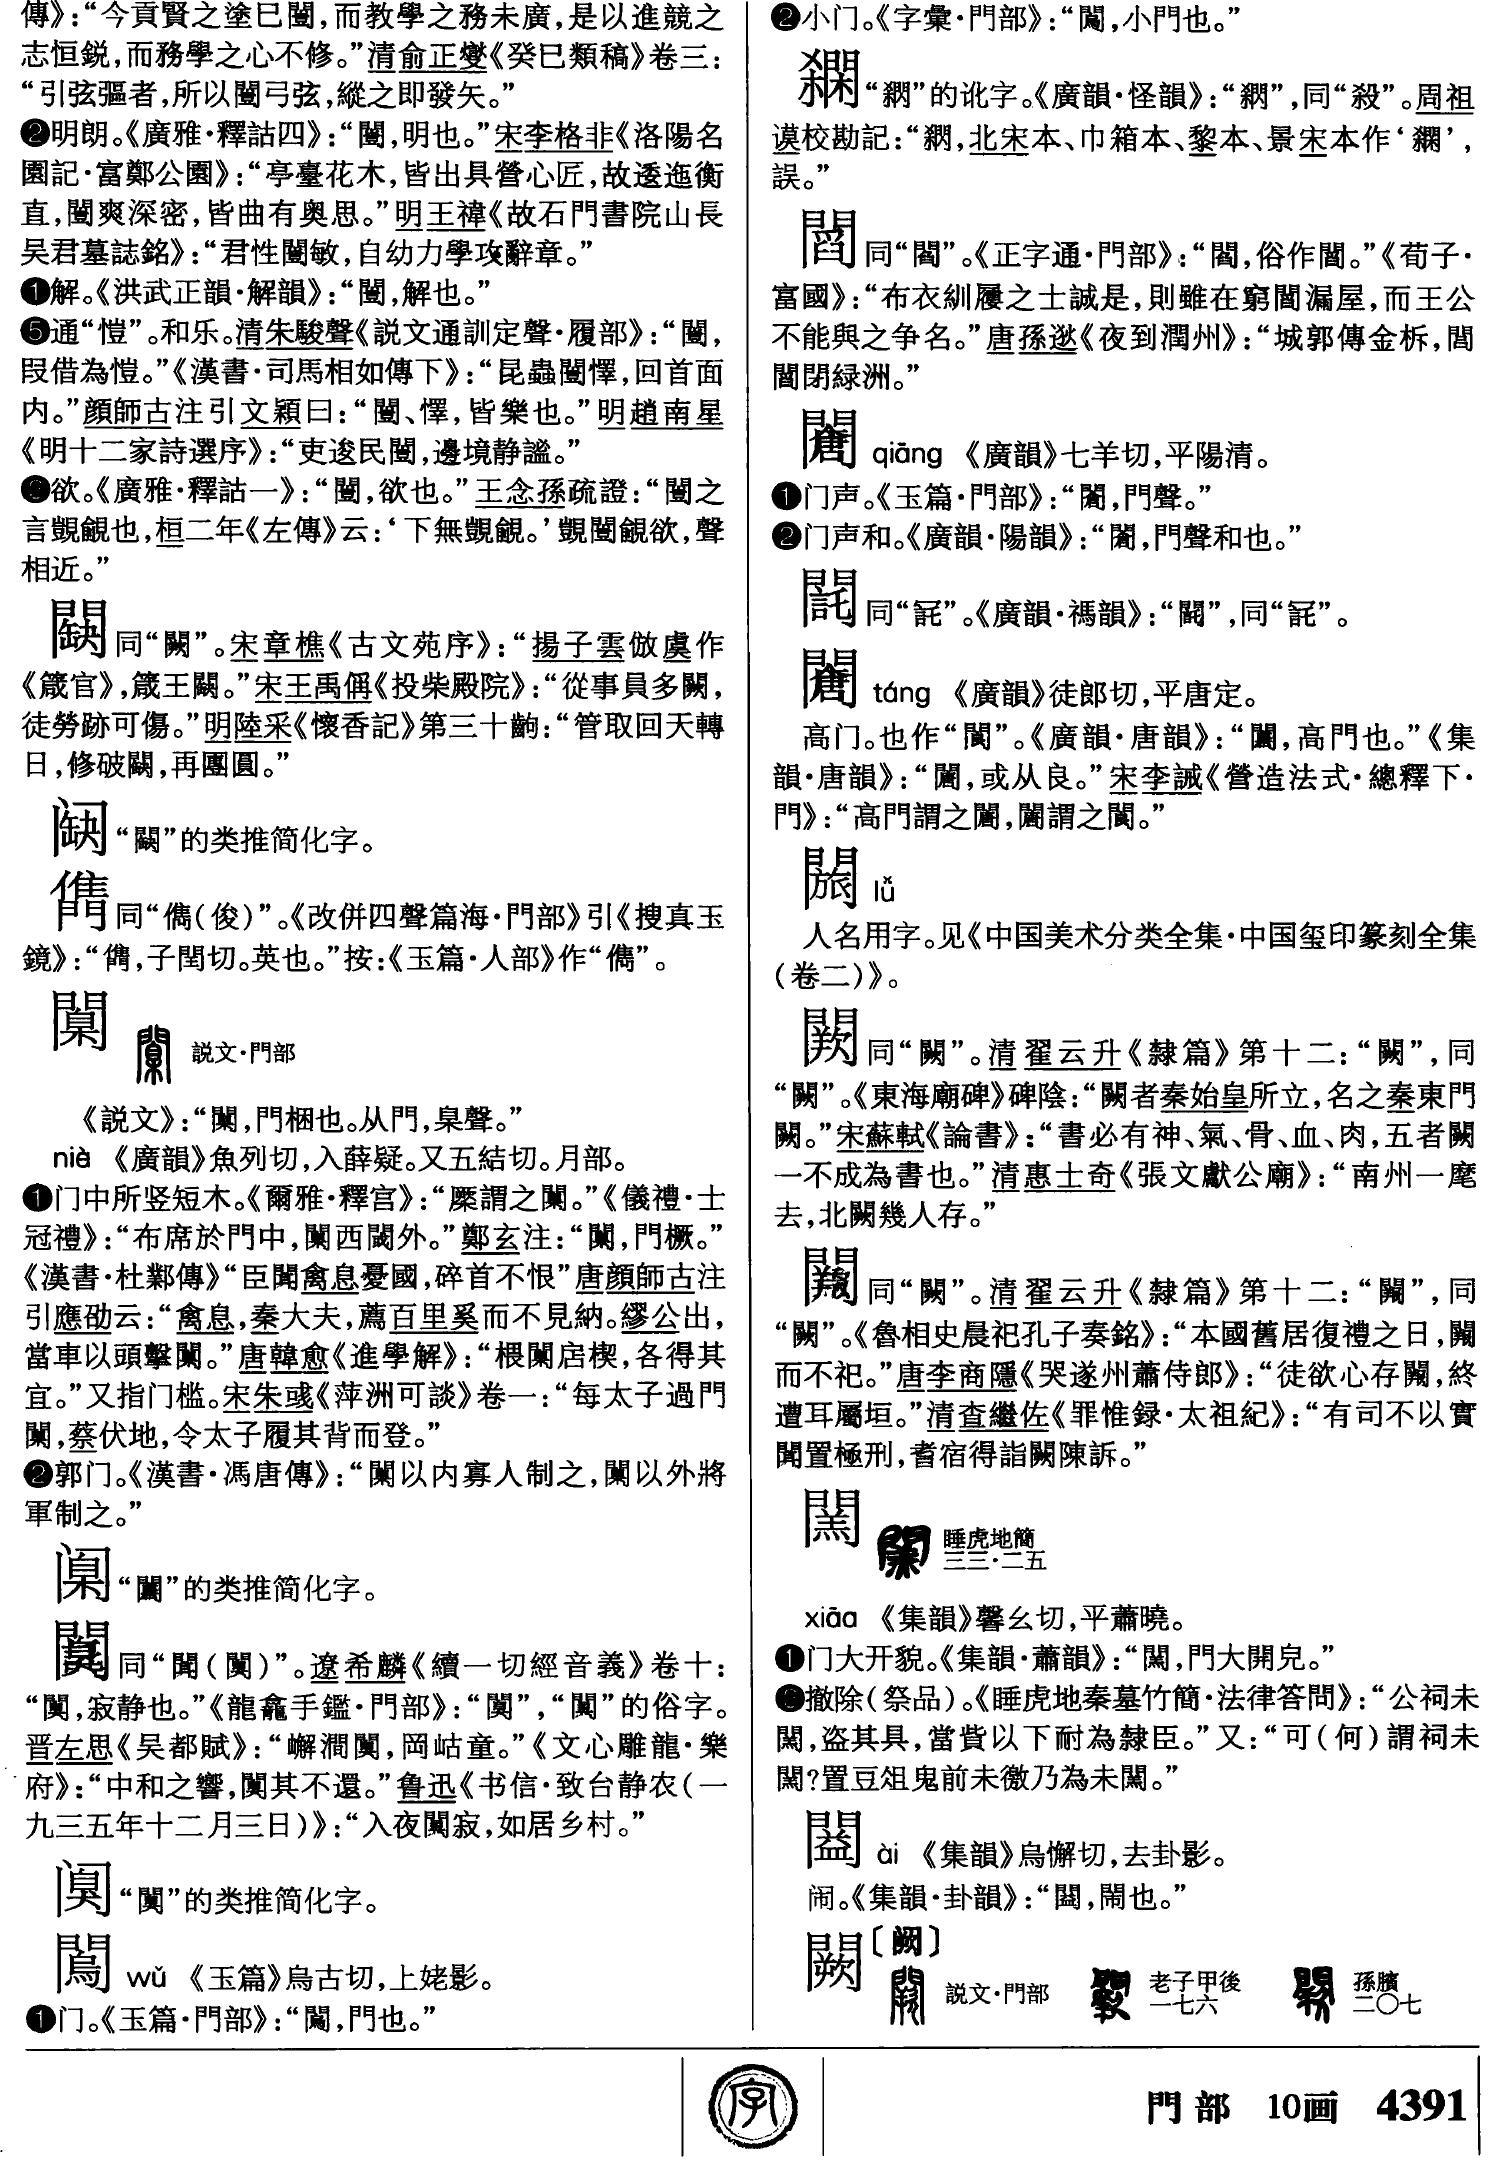 傳》：“今貢賢之塗已闓，而教學之務未廣，是以進競之
志恒鋭，而務學之心不修。”清俞正燮《癸巳類稿》卷三：
“引弦彄者，所以闓弓弦，縱之即發矢。”
❷明朗。《廣雅·釋詁四》：“闓，明也。”宋李格非《洛陽名
園記·富鄭公園》：“亭臺花木，皆出其營心匠，故逶迤衡
直，闓爽深密，皆曲有奥思。”明王禕《故石門書院山長
吴君墓誌銘》：“君性闓敏，自幼力學攻辭章。”
❶解。《洪武正韻·解韻》：“闓，解也。”
❺通“愷”。和乐。清朱駿聲《説文通訓定聲·履部》：“闓，
叚借為愷。”《漢書·司馬相如傳下》：“昆蟲闓懌，回首面
内。”顔師古注引文穎曰：“闓、懌，皆樂也。”明趙南星
《明十二家詩選序》：“吏逡民闓，邊境静謐。”
❻欲。《廣雅·釋詁一》：“闓，欲也。”王念孫疏證：“闓之
言覬覦也，桓二年《左傳》云：‘下無覬覦。’覬闓覦欲，聲
相近。”
同“闕”。宋章樵《古文苑序》：“揚子雲倣虞作
《箴官》，箴王闕。”宋王禹偁《投柴殿院》：“從事員多闕，
徒勞跡可傷。”明陸采《懷香記》第三十齣：“管取回天轉
日，修破，再團圓。”
“”的类推简化字。
同“儁（俊）”。《改併四聲篇海·門部》引《搜真玉
鏡》：“，子閏切。英也。”按：《玉篇·人部》作“儁”。
闑 説文·門部
《説文》：“闑，門梱也。从門，臬聲。”
niè 《廣韻》魚列切，入薛疑。又五結切。月部。
❶门中所竖短木。《爾雅·釋宫》：“橜謂之闑。”《儀禮·士
冠禮》：“布席於門中，闑西閾外。”鄭玄注：“闑，門橛。”
《漢書·杜鄴傳》“臣聞禽息憂國，碎首不恨”唐顔師古注
引應劭云：“禽息，秦大夫，薦百里奚而不見納。繆公出，
當車以頭擊闑。”唐韓愈《進學解》：“椳闑扂楔，各得其
宜。”又指门槛。宋朱彧《萍洲可談》卷一：“每太子過門
闑，蔡伏地，令太子履其背而登。”
❷郭门。《漢書·馮唐傳》：“闑以内寡人制之，闑以外將
軍制之。”
“闑”的类推简化字。
同“（闃）”。遼希麟《續一切經音義》卷十：
“闃，寂静也。”《龍龕手鑑·門部》：“”，“闃”的俗字。
晋左思《吴都賦》：“嶰澗闃，岡岵童。”《文心雕龍·樂
府》：“中和之響，闃其不還。”鲁迅《书信·致台静农（一
九三五年十二月三日）》：“入夜闃寂，如居乡村。”
阒 “闃”的类推简化字。
wǔ 《玉篇》烏古切，上姥影。
❶门。《玉篇·門部》：“，門也。”
❷小门。《字彙·門部》：“，小門也。”
“”的讹字。《廣韻·怪韻》：“”，同“殺”。周祖
谟校勘記：“，北宋本、巾箱本、黎本、景宋本作‘’，
誤。”
同“閻”。《正字通·門部》：“閻，俗作。”《荀子·
富國》：“布衣紃屨之士誠是，則雖在窮閻漏屋，而王公
不能與之争名。”唐孫逖《夜到潤州》：“城郭傳金柝，閭
閻閉緑洲。”
qiāng 《廣韻》七羊切，平陽清。
❶门声。《玉篇·門部》：“，門聲。”
❷门声和。《廣韻·陽韻》：“，門聲和也。”
同“”。《廣韻·禡韻》：“”，同“”。
táng 《廣韻》徒郎切，平唐定。
高门。也作“閬”。《廣韻·唐韻》：“闛，高門也。”《集
韻·唐韻》：“，或从良。”宋李誡《營造法式·總釋下·
門》：“高門謂之，謂之閬。”
lǚ
人名用字。见《中国美术分类全集·中国玺印篆刻全集
（卷二）》。
同“闕”。清翟云升《隸篇》第十二：“”，同
“闕”。《東海廟碑》碑陰：“闕者秦始皇所立，名之秦東門
闕。”宋蘇軾《論書》：“書必有神、氣、骨、血、肉，五者闕
一不成為書也。”清惠士奇《張文獻公廟》：“南州一麾
去，北闕幾人存。”
同“闕”。清翟云升《隸篇》第十二：“”，同
“闕”。《魯相史晨祀孔子奏銘》：“本國舊居復禮之日，
而不祀。”唐李商隱《哭遂州蕭侍郎》：“徒欲心存闕，終
遭耳屬垣。”清查繼佐《罪惟録·太祖紀》：“有司不以實
聞置極刑，耆宿得詣闕陳訴。”
睡虎地簡
三三·二五
xiāo 《集韻》馨幺切，平蕭曉。
❶门大开貌。《集韻·蕭韻》：“，門大開皃。”
❷撤除（祭品）。《睡虎地秦墓竹簡·法律答問》：“公祠未
，盗其具，當貲以下耐為隸臣。”又：“可（何）謂祠未
？置豆俎鬼前未徹乃為未。”
ài 《集韻》烏懈切，去卦影。
闹。《集韻·卦韻》：“，鬧也。”
闕〔阙〕 説文·門部 老子甲後 一七六 孫臏 二〇七
字
門部 10画 4391